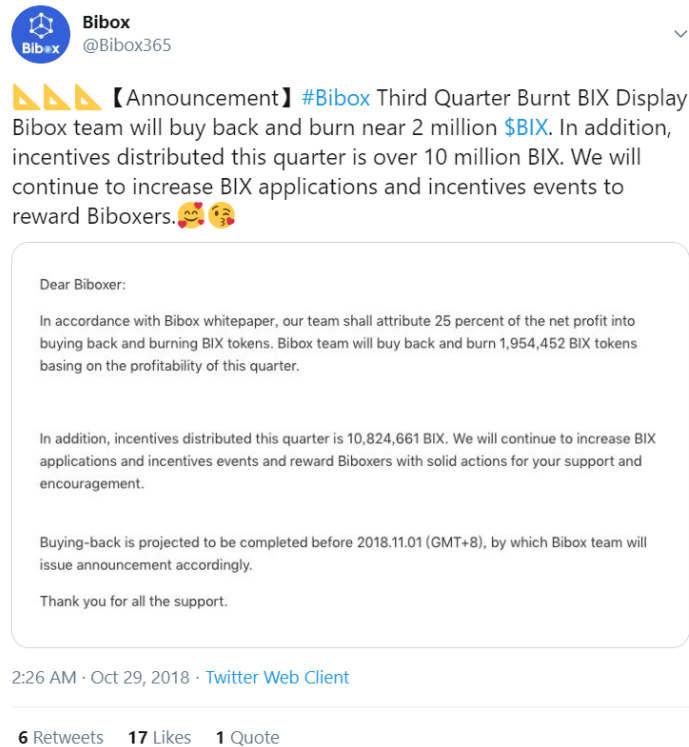 Bibox
Bibox
@Bibox365
📐📐📐【Announcement】#Bibox Third Quarter Burnt BIX Display
Bibox team will buy back and burn near 2 million $BIX. In addition,
incentives distributed this quarter is over 10 million BIX. We will
continue to increase BIX applications and incentives events to
reward Biboxers.🥰😘
Dear Biboxer:
In accordance with Bibox whitepaper, our team shall attribute 25 percent of the net profit into
buying back and burning BIX tokens. Bibox team will buy back and burn 1,954,452 BIX tokens
basing on the profitability of this quarter.
In addition, incentives distributed this quarter is 10,824,661 BIX. We will continue to increase BIX
applications and incentives events and reward Biboxers with solid actions for your support and
encouragement.
Buying-back is projected to be completed before 2018.11.01 (GMT+8), by which Bibox team will
issue announcement accordingly.
Thank you for all the support.
2:26 AM · Oct 29, 2018 · Twitter Web Client
6 Retweets 17 Likes 1 Quote